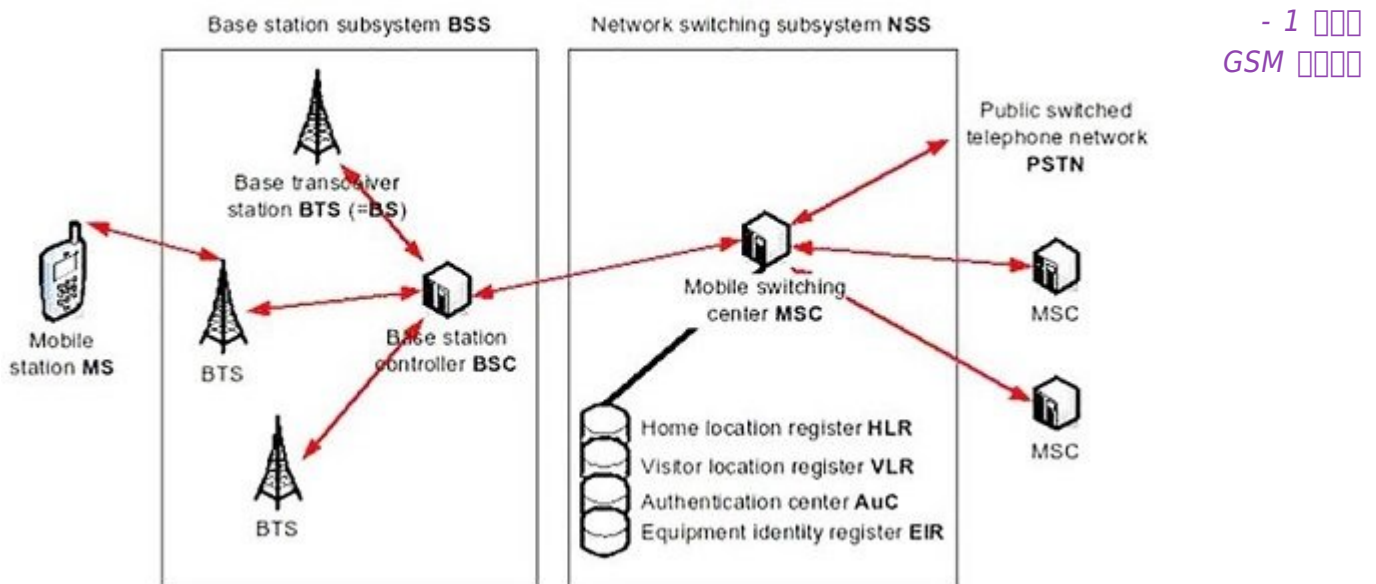 Base station subsystem BSS
Network switching subsystem NSS
- 1
GSM
Public switched
telephone network
PSTN
Base transceiver
station BTS (=BS)
Mobile switching
center MSC
MSC
Mobile
station MS
BTS
Base station
controller BSC
Home location register HLR
Visitor location register VLR
Authentication center AuC
Equipment identity register EIR
MSC
BTS